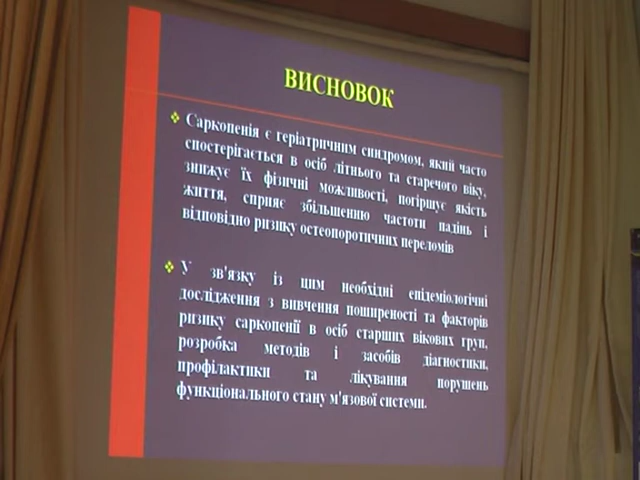 ВИСНОВОК
Саркопенія є геріатричним синдромом, який часто
спостерігається в осіб літнього та старечого віку,
знижує їх фізичні можливості, погіршує якість
життя, сприяє збільшенню частоти падінь і
відповідно ризику остеопоротичних переломів
У зв'язку із цим необхідні епідеміологічні
дослідження з вивчення поширеності та факторів
ризику саркопенії в осіб старших вікових груп,
розробка методів і засобів діагностики,
профілактики та лікування порушень
функціонального стану м'язової системи.